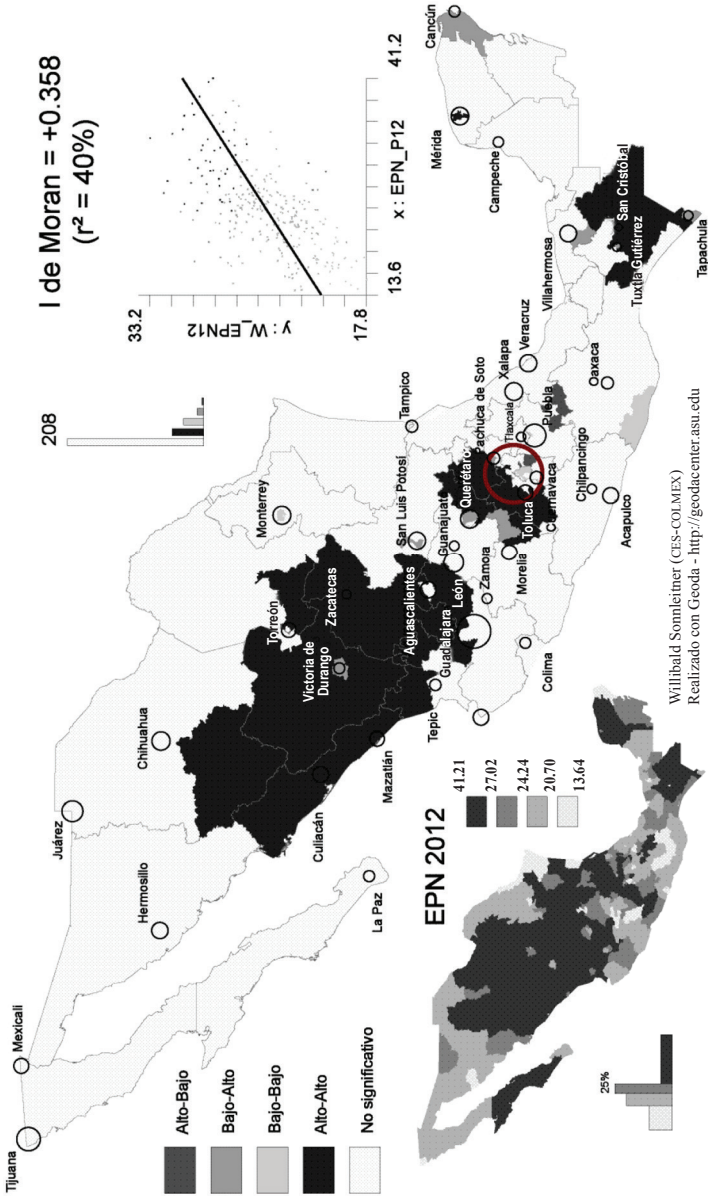 Tijuana
Mexicali
Juárez
Hermosillo
Chihuahua
La Paz
Culiacán
Mazatlán
Victoria de
Durango
Torreón
Zacatecas
Monterrey
Tampico
San Luis Potosí
Aguascalientes
Tepic
Guadalajara
León
Guanajuat
Querétaro
Zamora
Morelia
Colima
Toluca
Cuernavaca
achuca de Soto
Tlaxcala
Xalapa
Veracruz
Puebla
Chilpancingo
Acapulco
Oaxaca
Villahermosa
Tuxtla Gutiérrez
San Cristóbal
Tapachula
Campeche
Mérida
Cancún
I de Moran = +0.358
(r² = 40%)
33.2
y : W_EPN12
17.8
13.6
x : EPN_P12
41.2
208
Alto-Bajo
Bajo-Alto
Bajo-Bajo
Alto-Alto
No significativo
EPN 2012
41.21
27.02
24.24
20.70
13.64
25%
Willibald Sonnleitner (CES-COLMEX)
Realizado con Geoda - http://geodacenter.asu.edu